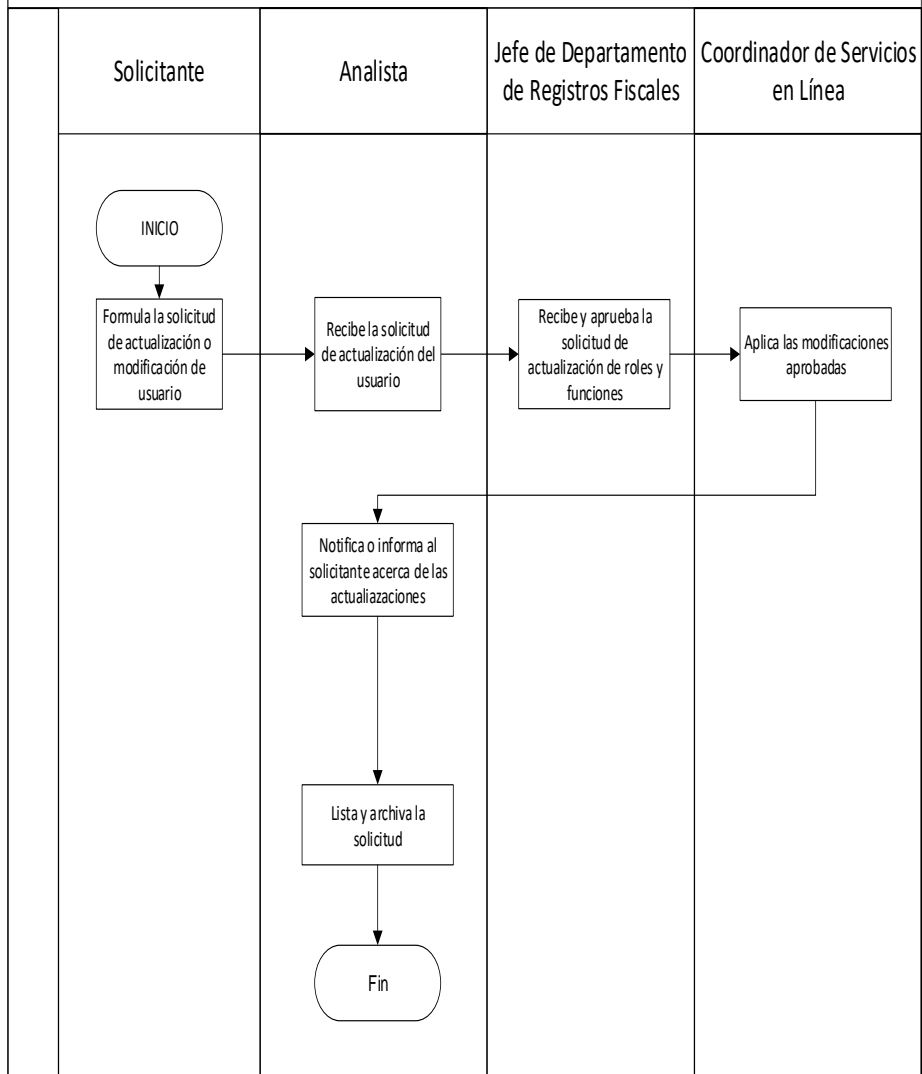 Solicitante
Analista
Jefe de Departamento
de Registros Fiscales
Coordinador de Servicios
en Línea
INICIO
Formula la solicitud
de actualización o
modificación de
usuario
Recibe la solicitud
de actualización del
usuario
Recibe y aprueba la
solicitud de
actualización de roles y
funciones
Aplica las modificaciones
aprobadas
Notifica o informa al
solicitante acerca de las
actualiazaciones
Lista y archiva la
solicitud
Fin